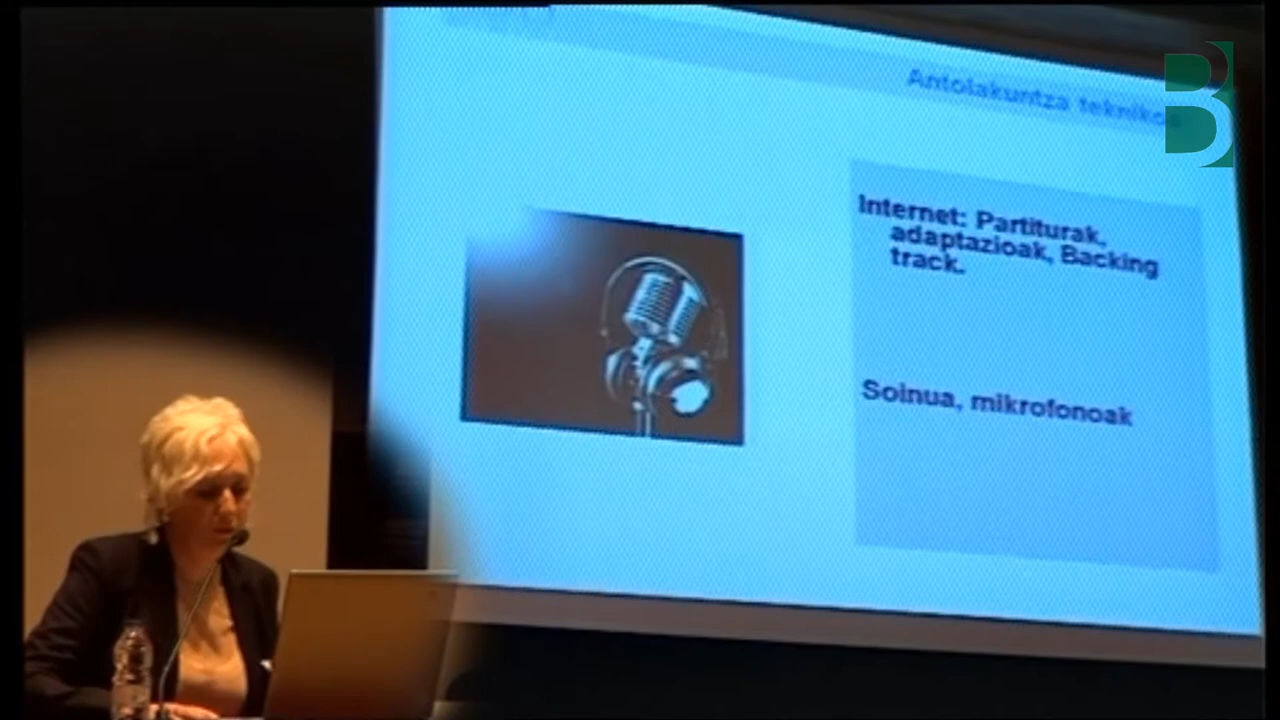 Antolakuntza teknikoa
Internet: Partiturak,
adaptazioak, Backing
track.
Soinua, mikrofonoak
B